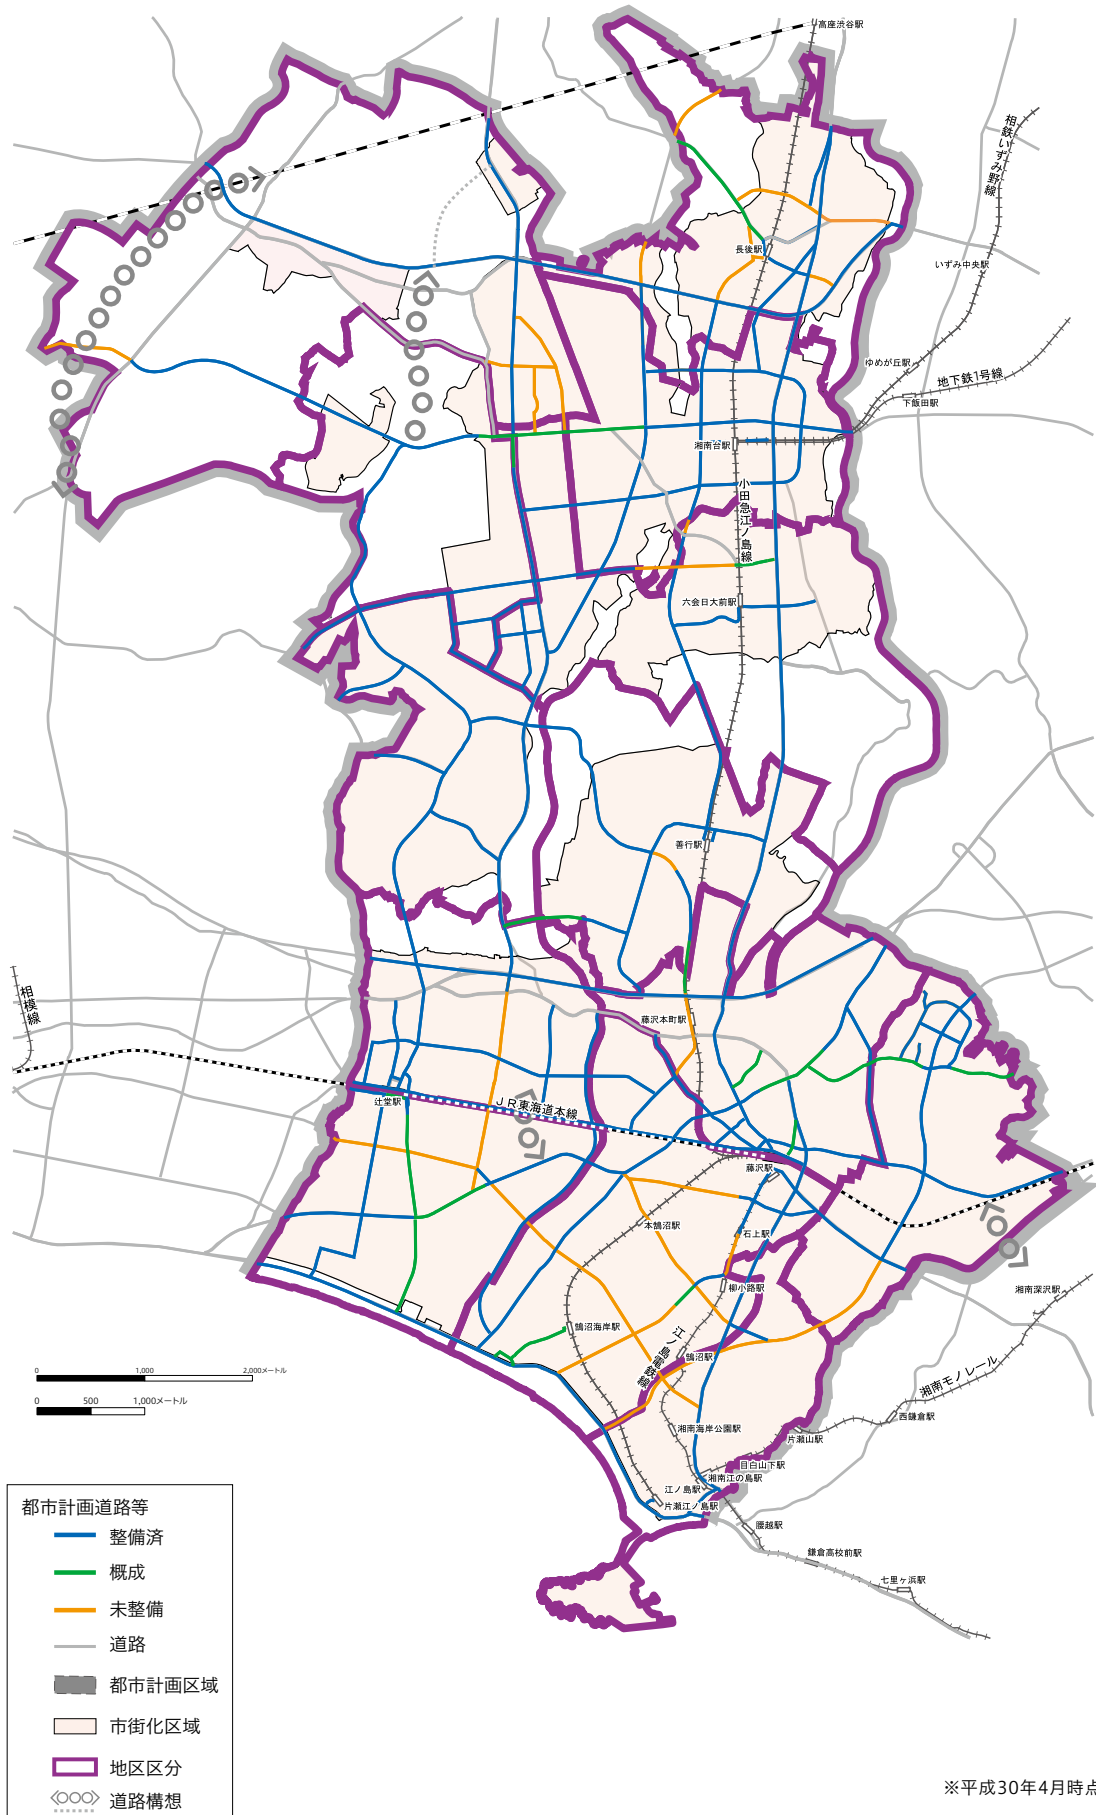 高座渋谷駅
相鉄いずみ野線
長後駅
いずみ中央駅
ゆめが丘駅
地下鉄1号線
下飯田駅
湘南台駅
小田急江ノ島線
六会日大前駅
善行駅
相模線
藤沢本町駅
辻堂駅
JR東海道本線
藤沢駅
本鵠沼駅
石上駅
柳小路駅
湘南深沢駅
鵠沼海岸駅
江ノ島電鉄線
鵠沼駅
湘南モノレール
西鎌倉駅
湘南海岸公園駅
片瀬山駅
目白山下駅
湘南江の島駅
江ノ島駅
片瀬江ノ島駅
腰越駅
鎌倉高校前駅
七里ヶ浜駅
0 1,000 2,000メートル
0 500 1,000メートル
都市計画道路等
整備済
概成
未整備
道路
都市計画区域
市街化区域
地区区分
道路構想
※平成30年4月時点